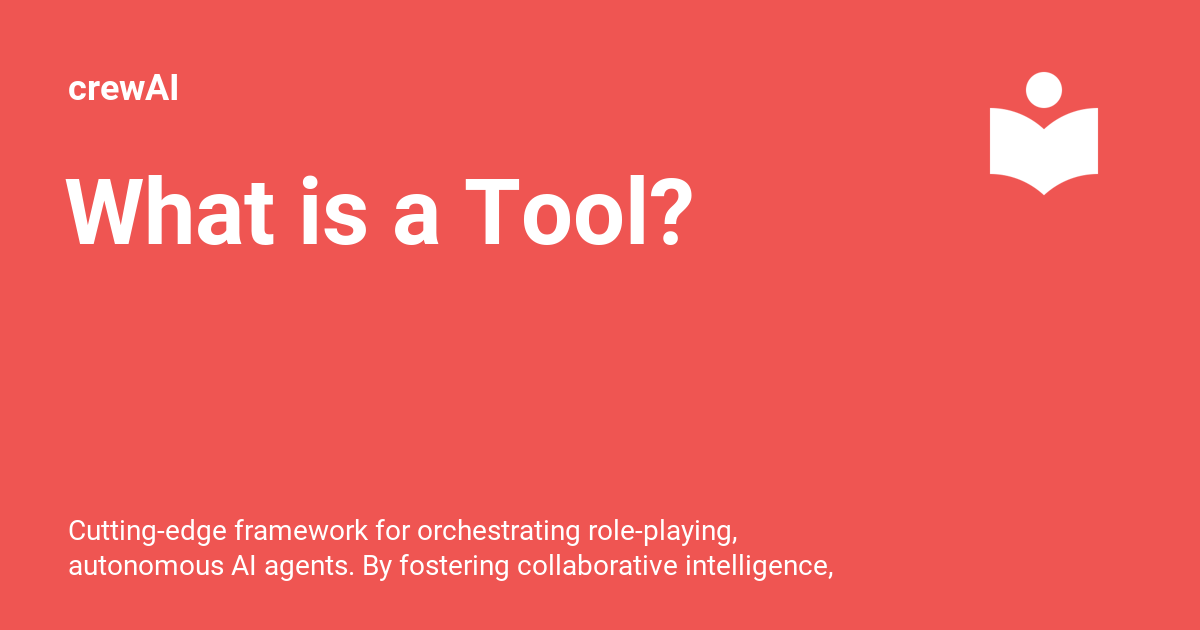 crewAI
What is a Tool?
Cutting-edge framework for orchestrating role-playing,
autonomous AI agents. By fostering collaborative intelligence,